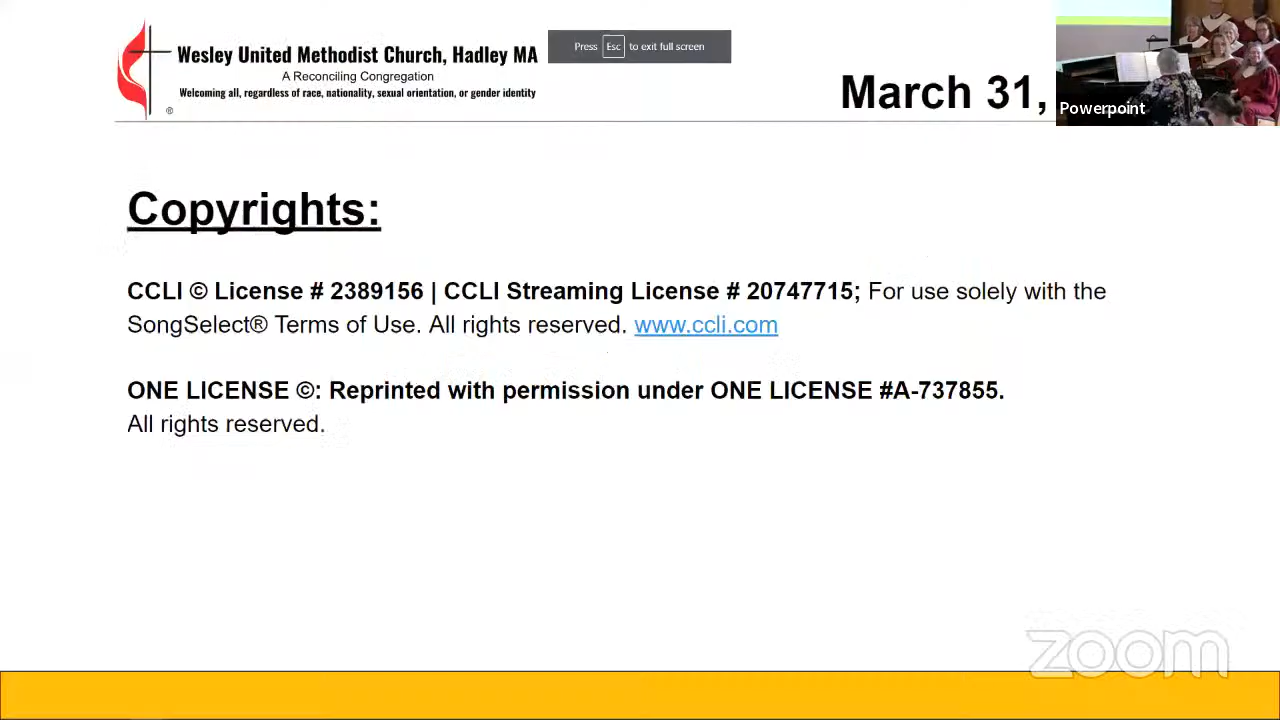 Wesley United Methodist Church, Hadley MA
A Reconciling Congregation
Welcoming all, regardless of race, nationality, sexual orientation, or gender identity
®
Press Esc to exit full screen
March 31,
Powerpoint
Copyrights:
CCLI © License # 2389156 | CCLI Streaming License # 20747715; For use solely with the
SongSelect® Terms of Use. All rights reserved. www.ccli.com
ONE LICENSE ©: Reprinted with permission under ONE LICENSE #A-737855.
All rights reserved.
zoom